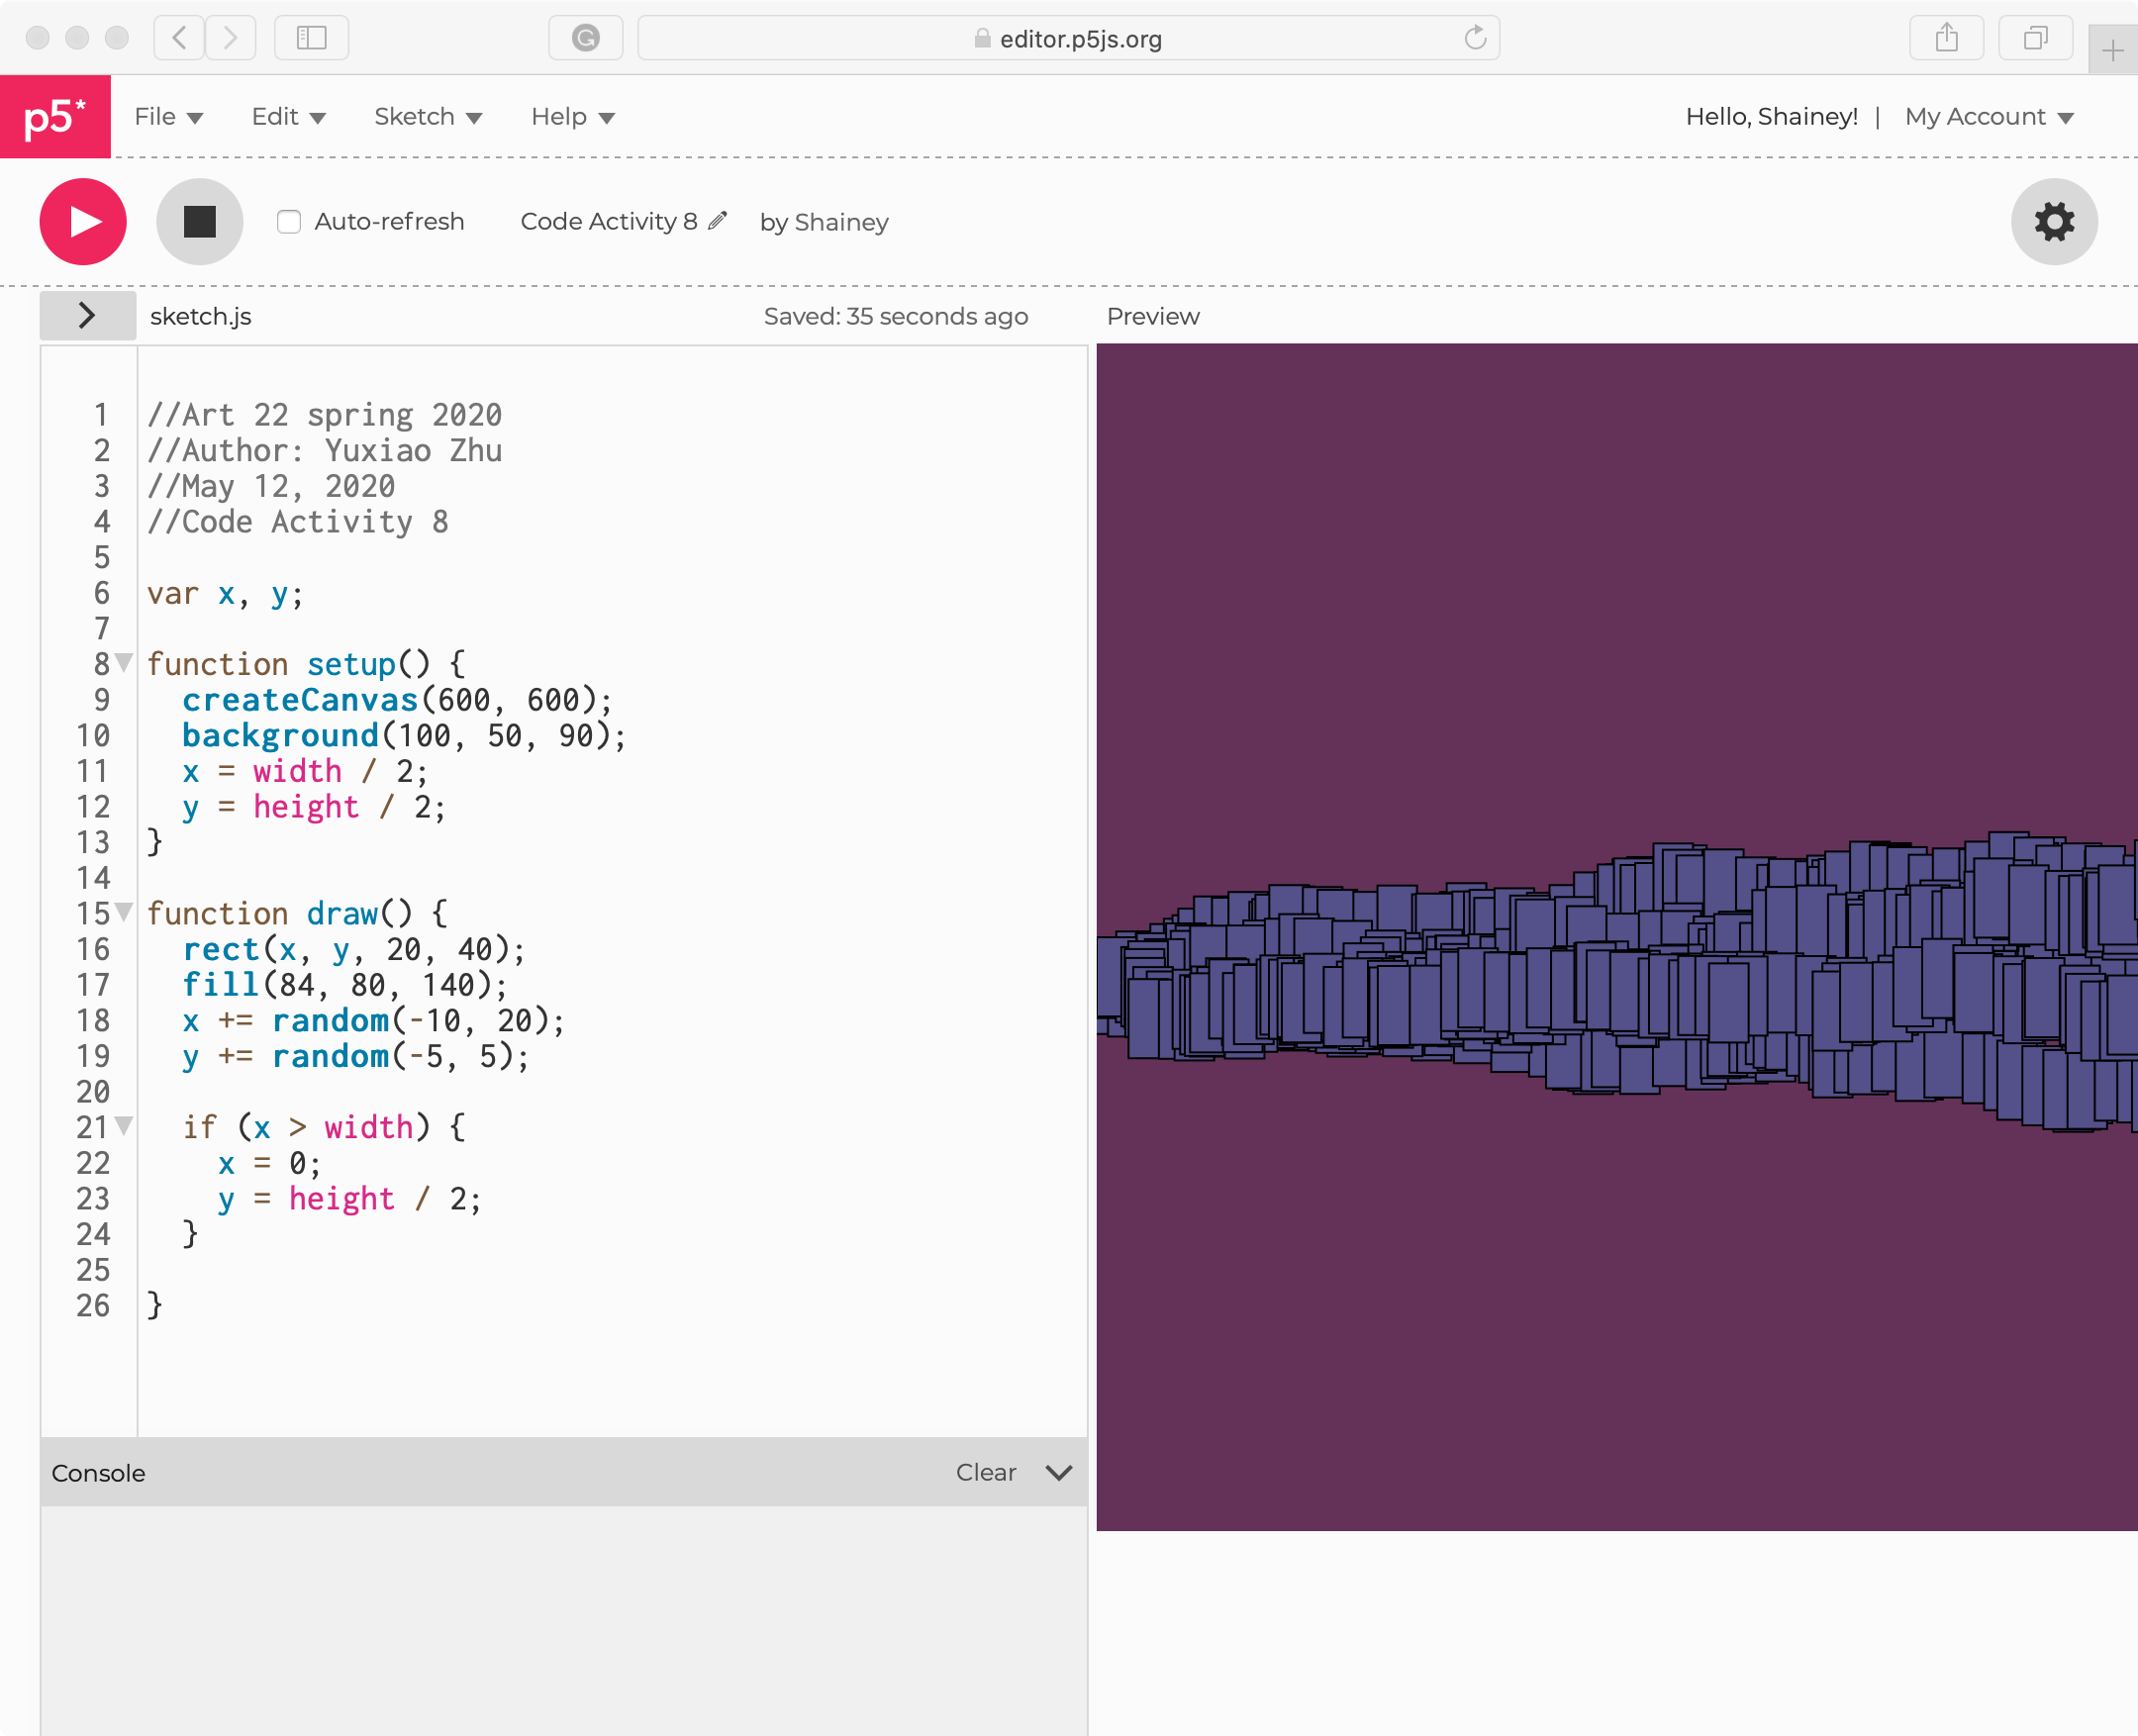 editor.p5js.org
p5*
File Edit Sketch Help Hello, Shainey! | My Account
Auto-refresh Code Activity 8 by Shainey
sketch.js Saved: 35 seconds ago Preview
1 //Art 22 spring 2020
2 //Author: Yuxiao Zhu
3 //May 12, 2020
4 //Code Activity 8
5
6 var x, y;
7
8 function setup() {
9 createCanvas(600, 600);
10 background(100, 50, 90);
11 x = width / 2;
12 y = height / 2;
13 }
14
15 function draw() {
16 rect(x, y, 20, 40);
17 fill(84, 80, 140);
18 x += random(-10, 20);
19 y += random(-5, 5);
20
21 if (x > width) {
22 x = 0;
23 y = height / 2;
24 }
25
26 }
Console Clear